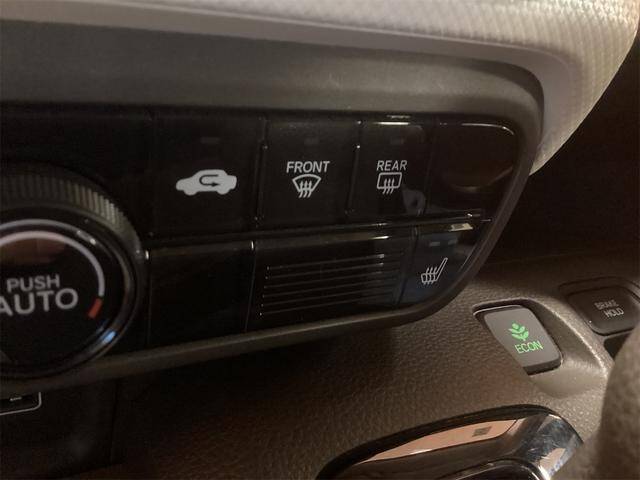 FRONT
REAR
PUSH
AUTO
BRAKE
HOLD
ECON